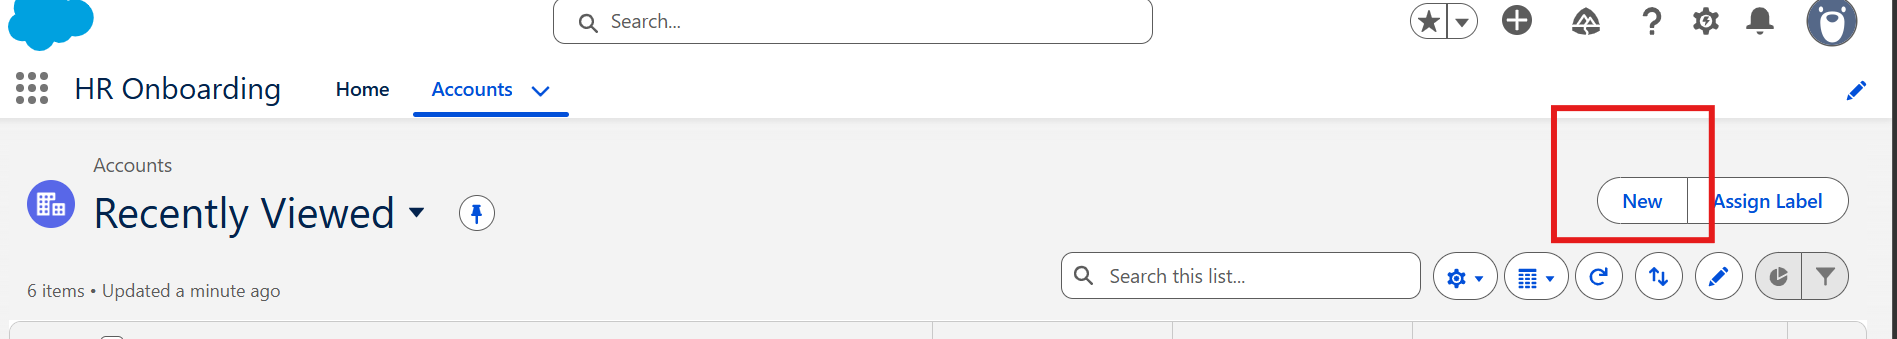 Search...
HR Onboarding Home Accounts
Accounts
Recently Viewed
New Assign Label
6 items • Updated a minute ago
Search this list...